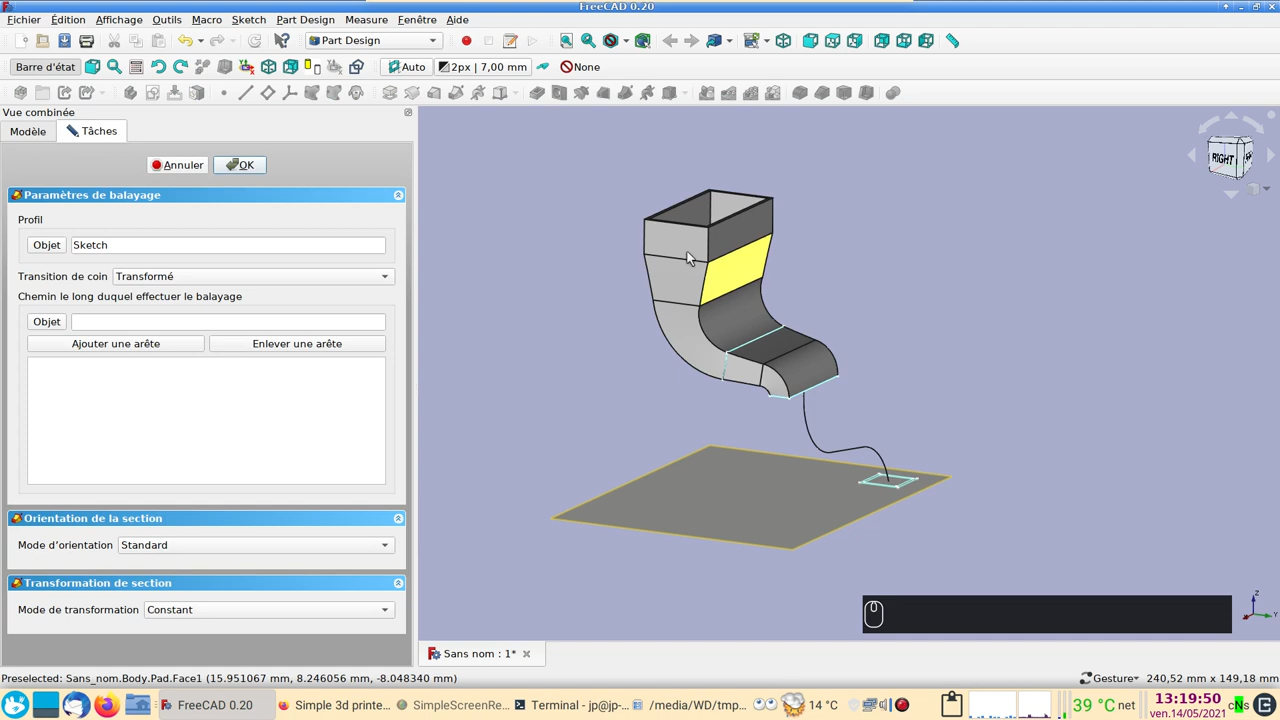 FreeCAD 0.20
Fichier Édition Affichage Outils Macro Sketch Part Design Measure Fenêtre Aide
Part Design
Barre d'état Auto 2px | 7,00 mm None
Vue combinée
Modèle Tâches
Annuler OK
Paramètres de balayage
Profil
Objet Sketch
Transition de coin Transformé
Chemin le long duquel effectuer le balayage
Objet
Ajouter une arête Enlever une arête
Orientation de la section
Mode d'orientation Standard
Transformation de section
Mode de transformation Constant
RIGHT
Z
Y
Sans nom : 1*
Preselected: Sans_nom.Body.Pad.Face1 (15.951067 mm, 8.246056 mm, -0.048340 mm) Gesture 240,52 mm x 149,18 mm
FreeCAD 0.20 Simple 3d printe... SimpleScreenRe... Terminal - jp@jp-... /media/WD/tmp... 14 °C 39 °C net 13:19:50
ven.14/05/2021